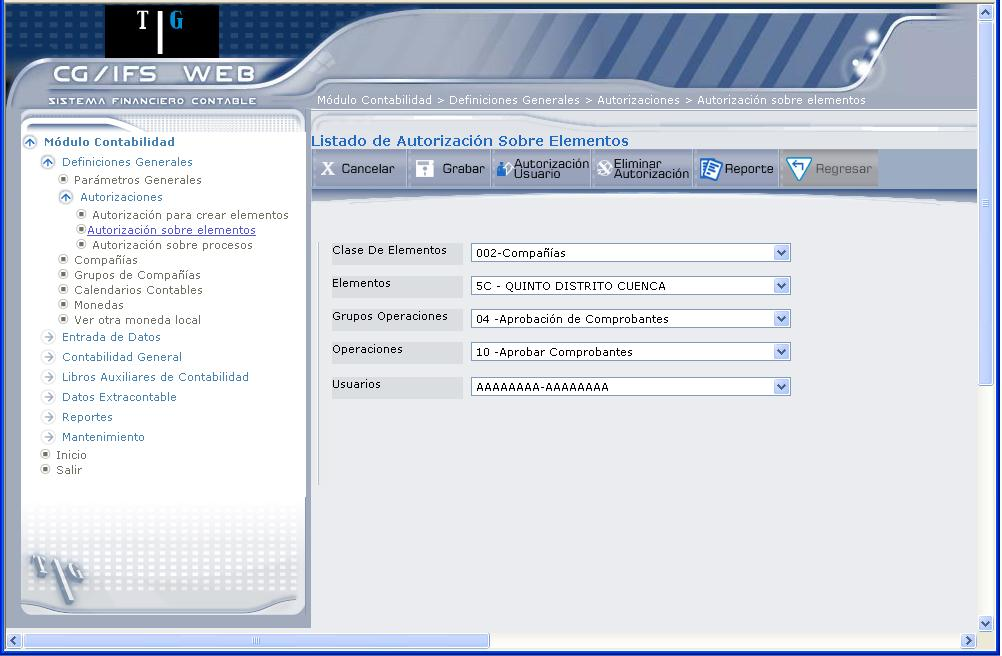 T G
CG/IFS WEB
SISTEMA FINANCIERO CONTABLE
Módulo Contabilidad > Definiciones Generales > Autorizaciones > Autorización sobre elementos
Módulo Contabilidad
Definiciones Generales
Parámetros Generales
Autorizaciones
Autorización para crear elementos
Autorización sobre elementos
Autorización sobre procesos
Compañías
Grupos de Compañías
Calendarios Contables
Monedas
Ver otra moneda local
Entrada de Datos
Contabilidad General
Libros Auxiliares de Contabilidad
Datos Extracontable
Reportes
Mantenimiento
Inicio
Salir
T G
Listado de Autorización Sobre Elementos
X Cancelar Grabar Autorización Usuario Eliminar Autorización Reporte Regresar
Clase De Elementos 002-Compañías
Elementos 5C - QUINTO DISTRITO CUENCA
Grupos Operaciones 04 -Aprobación de Comprobantes
Operaciones 10 -Aprobar Comprobantes
Usuarios AAAAAAAA-AAAAAAAA